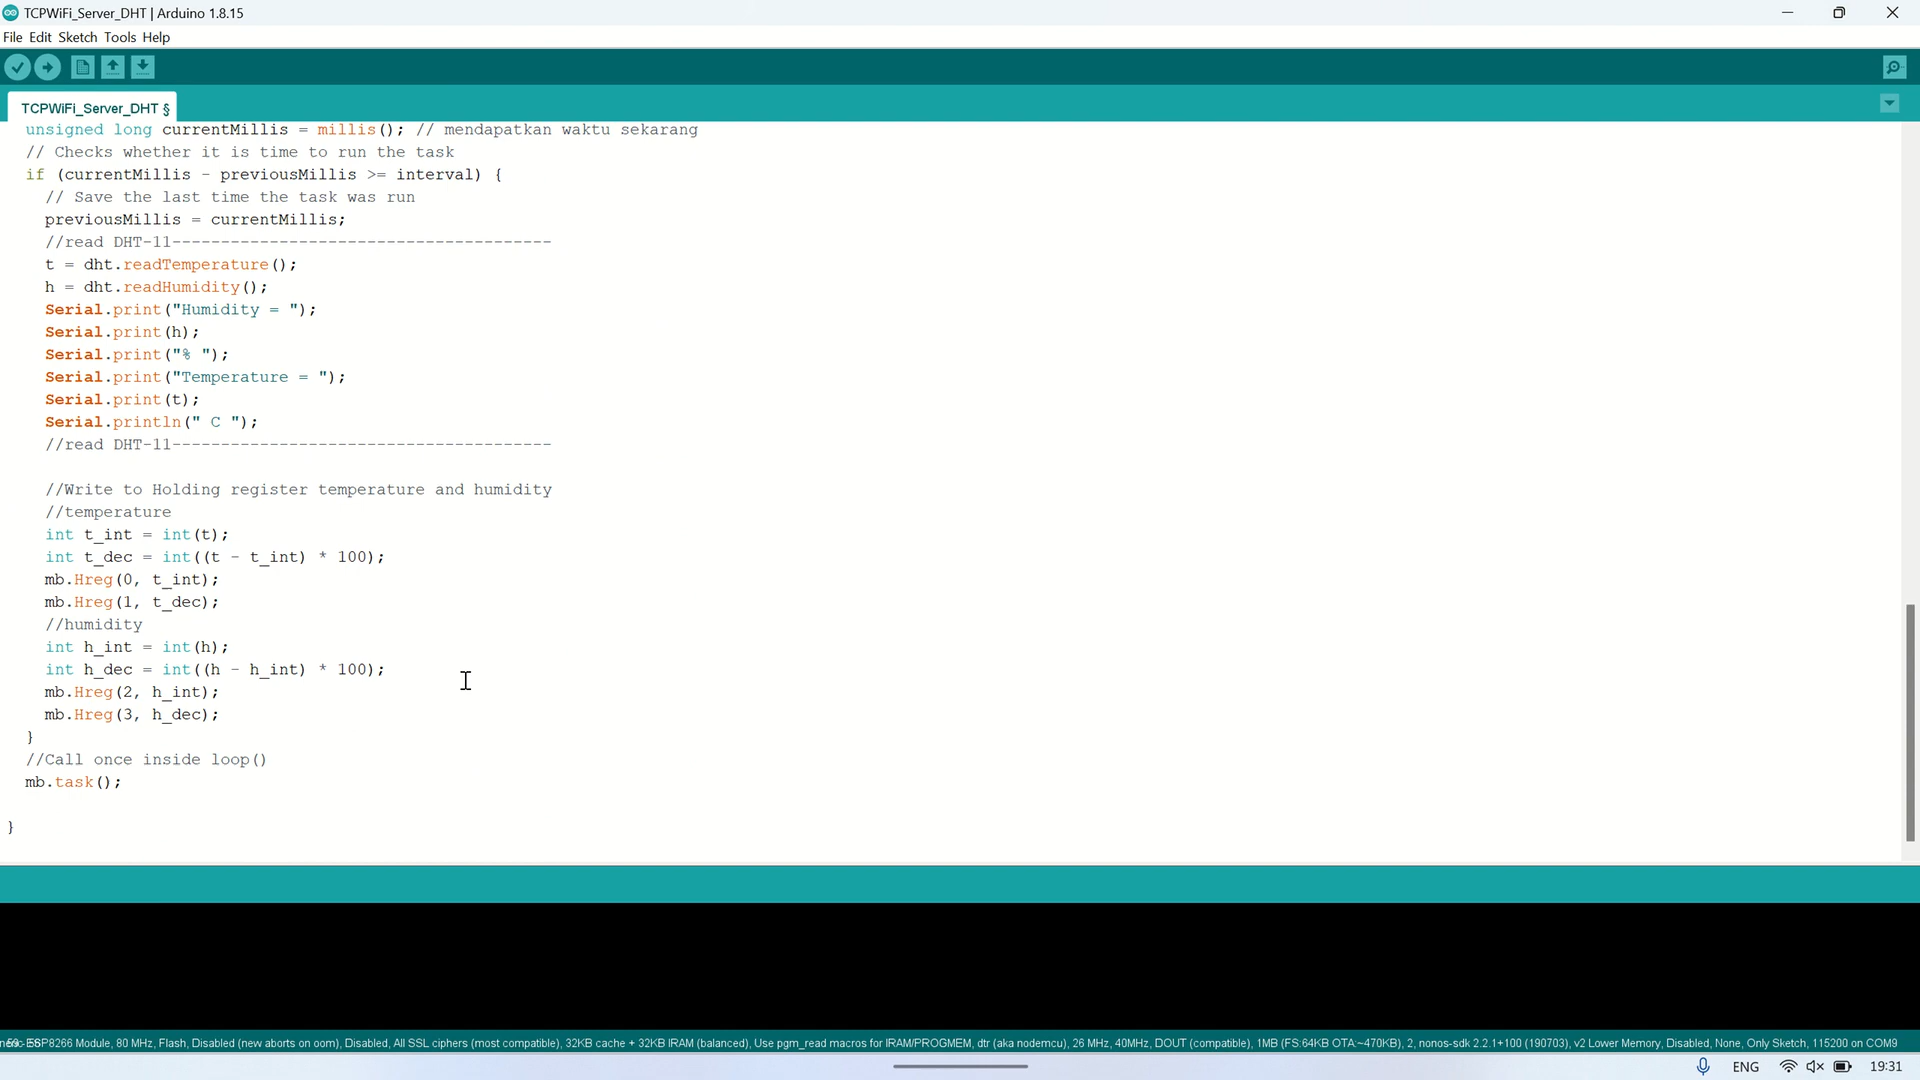 TCPWiFi_Server_DHT | Arduino 1.8.15
File Edit Sketch Tools Help
TCPWiFi_Server_DHT §
unsigned long currentMillis = millis(); // mendapatkan waktu sekarang
// Checks whether it is time to run the task
if (currentMillis - previousMillis >= interval) {
// Save the last time the task was run
previousMillis = currentMillis;
//read DHT-11---------------------------------------
t = dht.readTemperature();
h = dht.readHumidity();
Serial.print("Humidity = ");
Serial.print(h);
Serial.print("% ");
Serial.print("Temperature = ");
Serial.print(t);
Serial.println(" C ");
//read DHT-11---------------------------------------
//Write to Holding register temperature and humidity
//temperature
int t_int = int(t);
int t_dec = int((t - t_int) * 100);
mb.Hreg(0, t_int);
mb.Hreg(1, t_dec);
//humidity
int h_int = int(h);
int h_dec = int((h - h_int) * 100);
mb.Hreg(2, h_int);
mb.Hreg(3, h_dec);
}
//Call once inside loop()
mb.task();
}
ESP8266 Module, 80 MHz, Flash, Disabled (new aborts on oom), Disabled, All SSL ciphers (most compatible), 32KB cache + 32KB IRAM (balanced), Use pgm_read macros for IRAM/PROGMEM, dtr (aka nodemcu), 26 MHz, 40MHz, DOUT (compatible), 1MB (FS:64KB OTA:~470KB), 2, nonos-sdk 2.2.1+100 (190703), v2 Lower Memory, Disabled, None, Only Sketch, 115200 on COM9
ENG 19:31